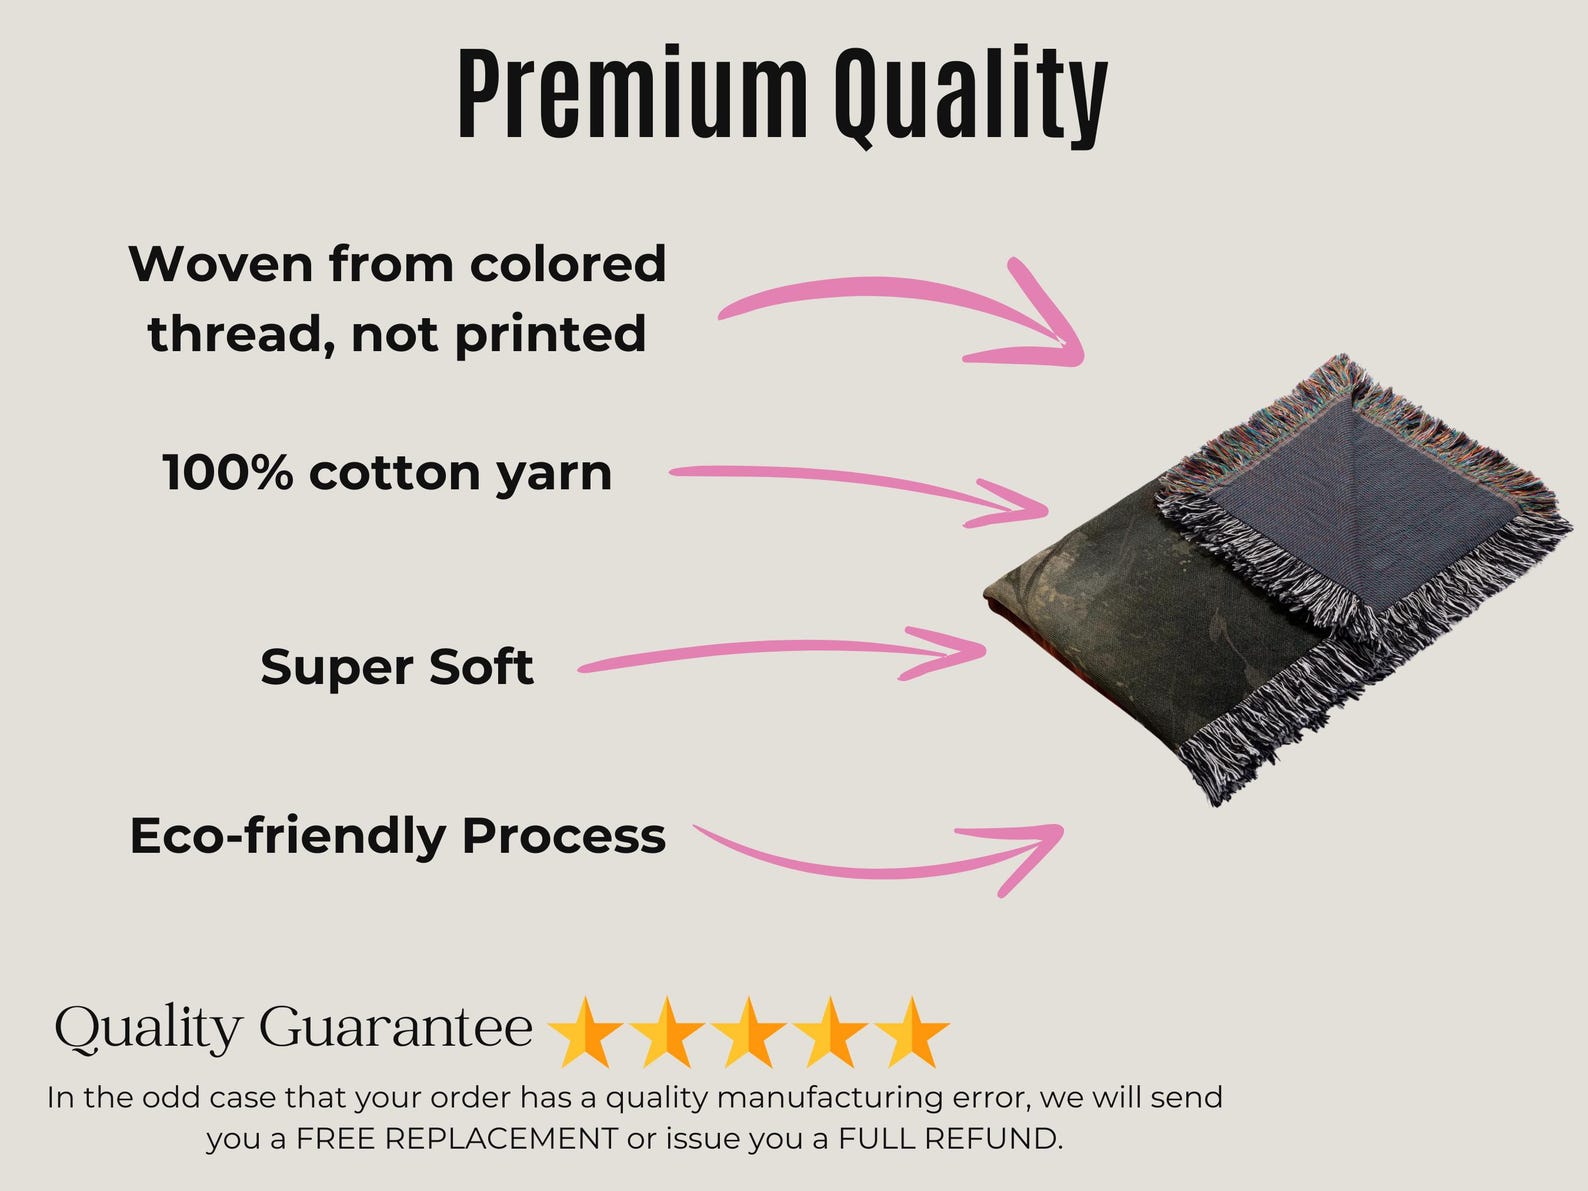 Premium Quality
Woven from colored
thread, not printed
100% cotton yarn
Super Soft
Eco-friendly Process
Quality Guarantee
In the odd case that your order has a quality manufacturing error, we will send
you a FREE REPLACEMENT or issue you a FULL REFUND.